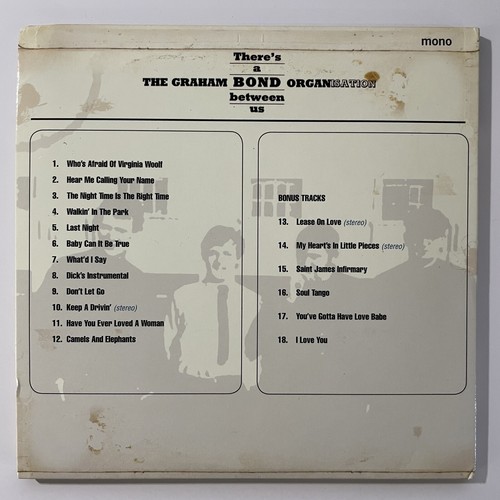 mono
There's
a
THE GRAHAM BOND ORGANISATION
between
us
1. Who's Afraid Of Virginia Woolf
2. Hear Me Calling Your Name
3. The Night Time Is The Right Time
4. Walkin' In The Park
5. Last Night
6. Baby Can It Be True
7. What'd I Say
8. Dick's Instrumental
9. Don't Let Go
10. Keep A Drivin' (stereo)
11. Have You Ever Loved A Woman
12. Camels And Elephants
BONUS TRACKS
13. Lease On Love (stereo)
14. My Heart's In Little Pieces (stereo)
15. Saint James Infirmary
16. Soul Tango
17. You've Gotta Have Love Babe
18. I Love You